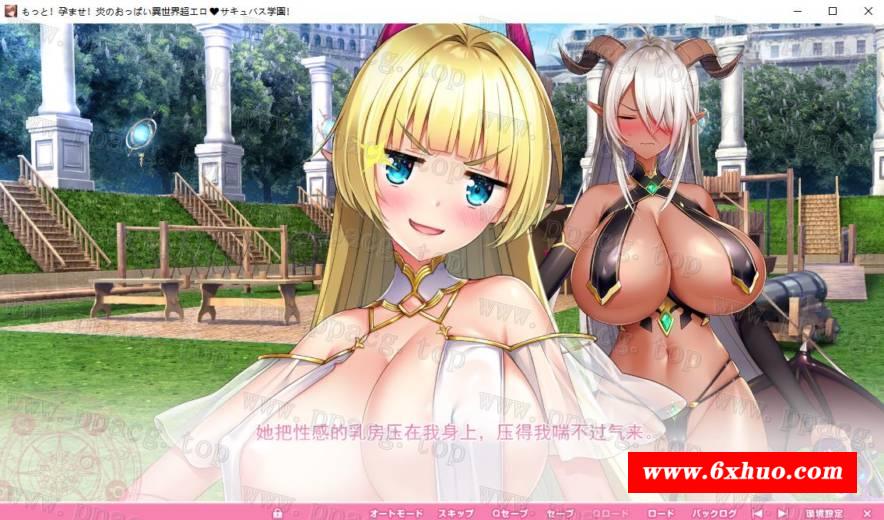 もっと！孕ませ！炎のおっぱい異世界超エロ♥サキュバス学園！
www.ppacg.top
她把性感的乳房压在我身上，压得我喘不过气来。
www.6xhuo.com
オートモード スキップ Qセーブ セーブ Qロード ロード バックログ 環境設定